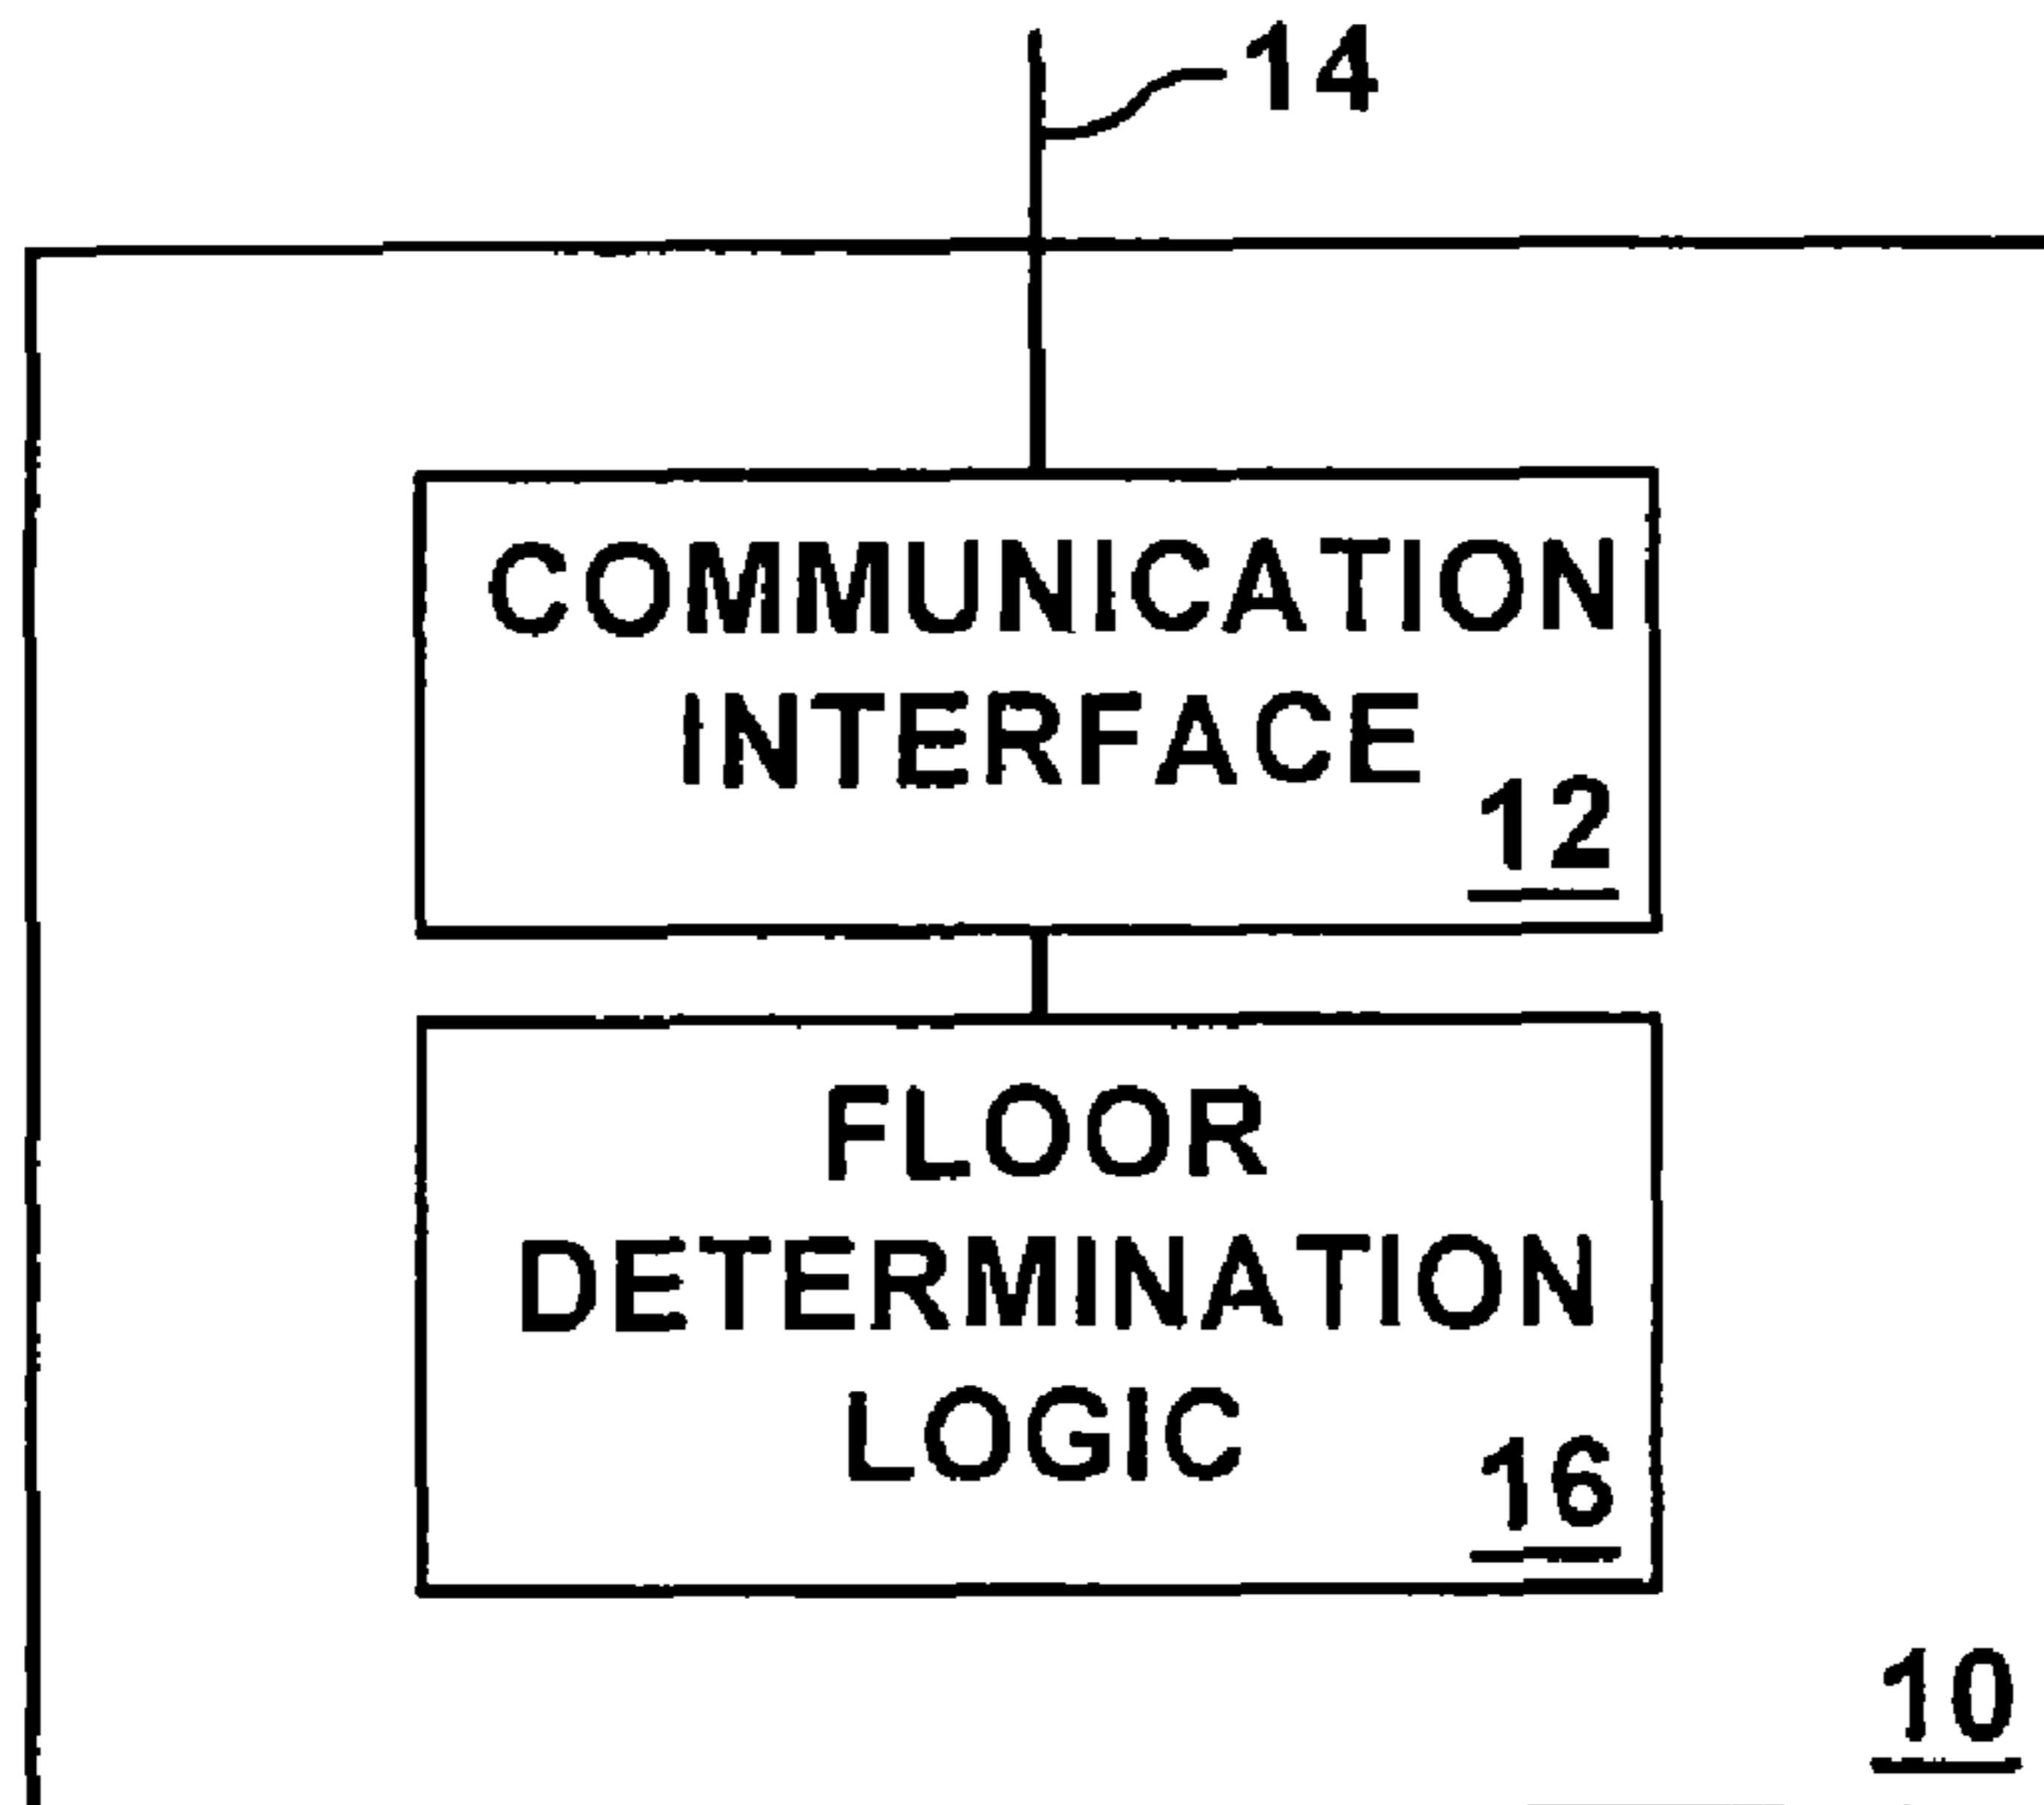 14
COMMUNICATION
INTERFACE
12
FLOOR
DETERMINATION
LOGIC
16
10